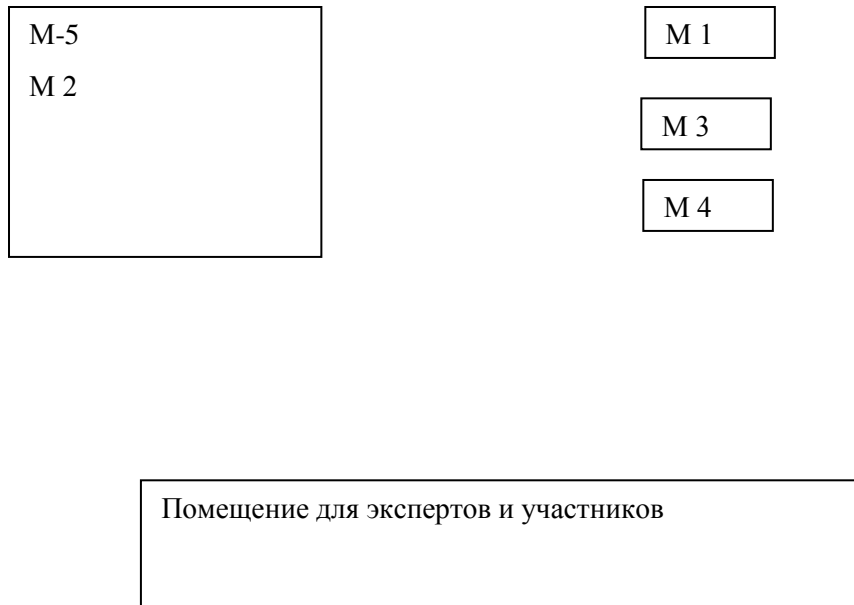 М-5
М 2
М 1
М 3
М 4
Помещение для экспертов и участников